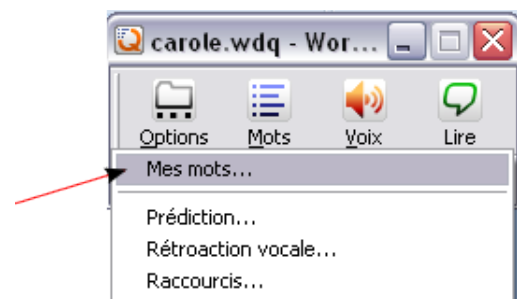 carole.wdq - Wor...
Options Mots Voix Lire
Mes mots...
Prédiction...
Rétroaction vocale...
Raccourcis...